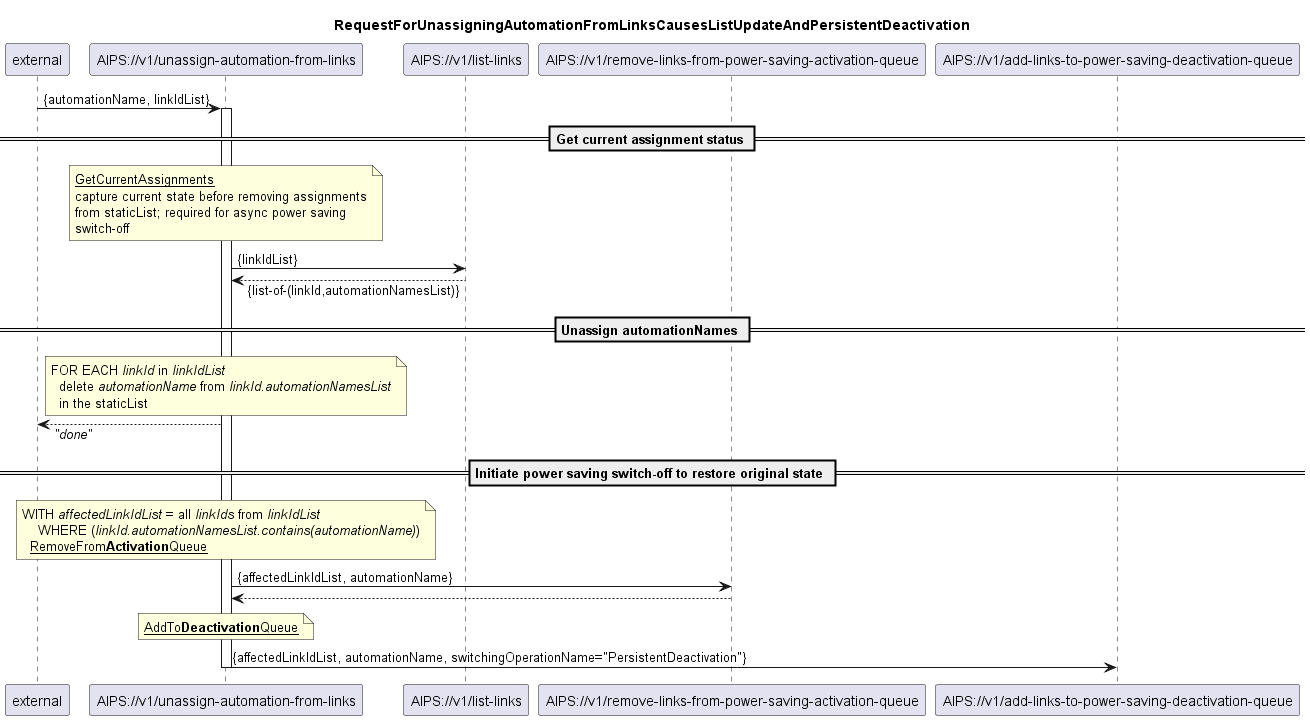 RequestForUnassigningAutomationFromLinksCausesListUpdateAndPersistentDeactivation
external
AIPS://v1/unassign-automation-from-links
AIPS://v1/list-links
AIPS://v1/remove-links-from-power-saving-activation-queue
AIPS://v1/add-links-to-power-saving-deactivation-queue
{automationName, linkIdList}
Get current assignment status
GetCurrentAssignments
capture current state before removing assignments
from staticList; required for async power saving
switch-off
{linkIdList}
{list-of-(linkId,automationNamesList)}
Unassign automationNames
FOR EACH linkId in linkIdList
delete automationName from linkId.automationNamesList
in the staticList
"done"
Initiate power saving switch-off to restore original state
WITH affectedLinkIdList = all linkIds from linkIdList
WHERE (linkId.automationNamesList.contains(automationName))
RemoveFromActivationQueue
{affectedLinkIdList, automationName}
AddToDeactivationQueue
{affectedLinkIdList, automationName, switchingOperationName="PersistentDeactivation"}
external
AIPS://v1/unassign-automation-from-links
AIPS://v1/list-links
AIPS://v1/remove-links-from-power-saving-activation-queue
AIPS://v1/add-links-to-power-saving-deactivation-queue